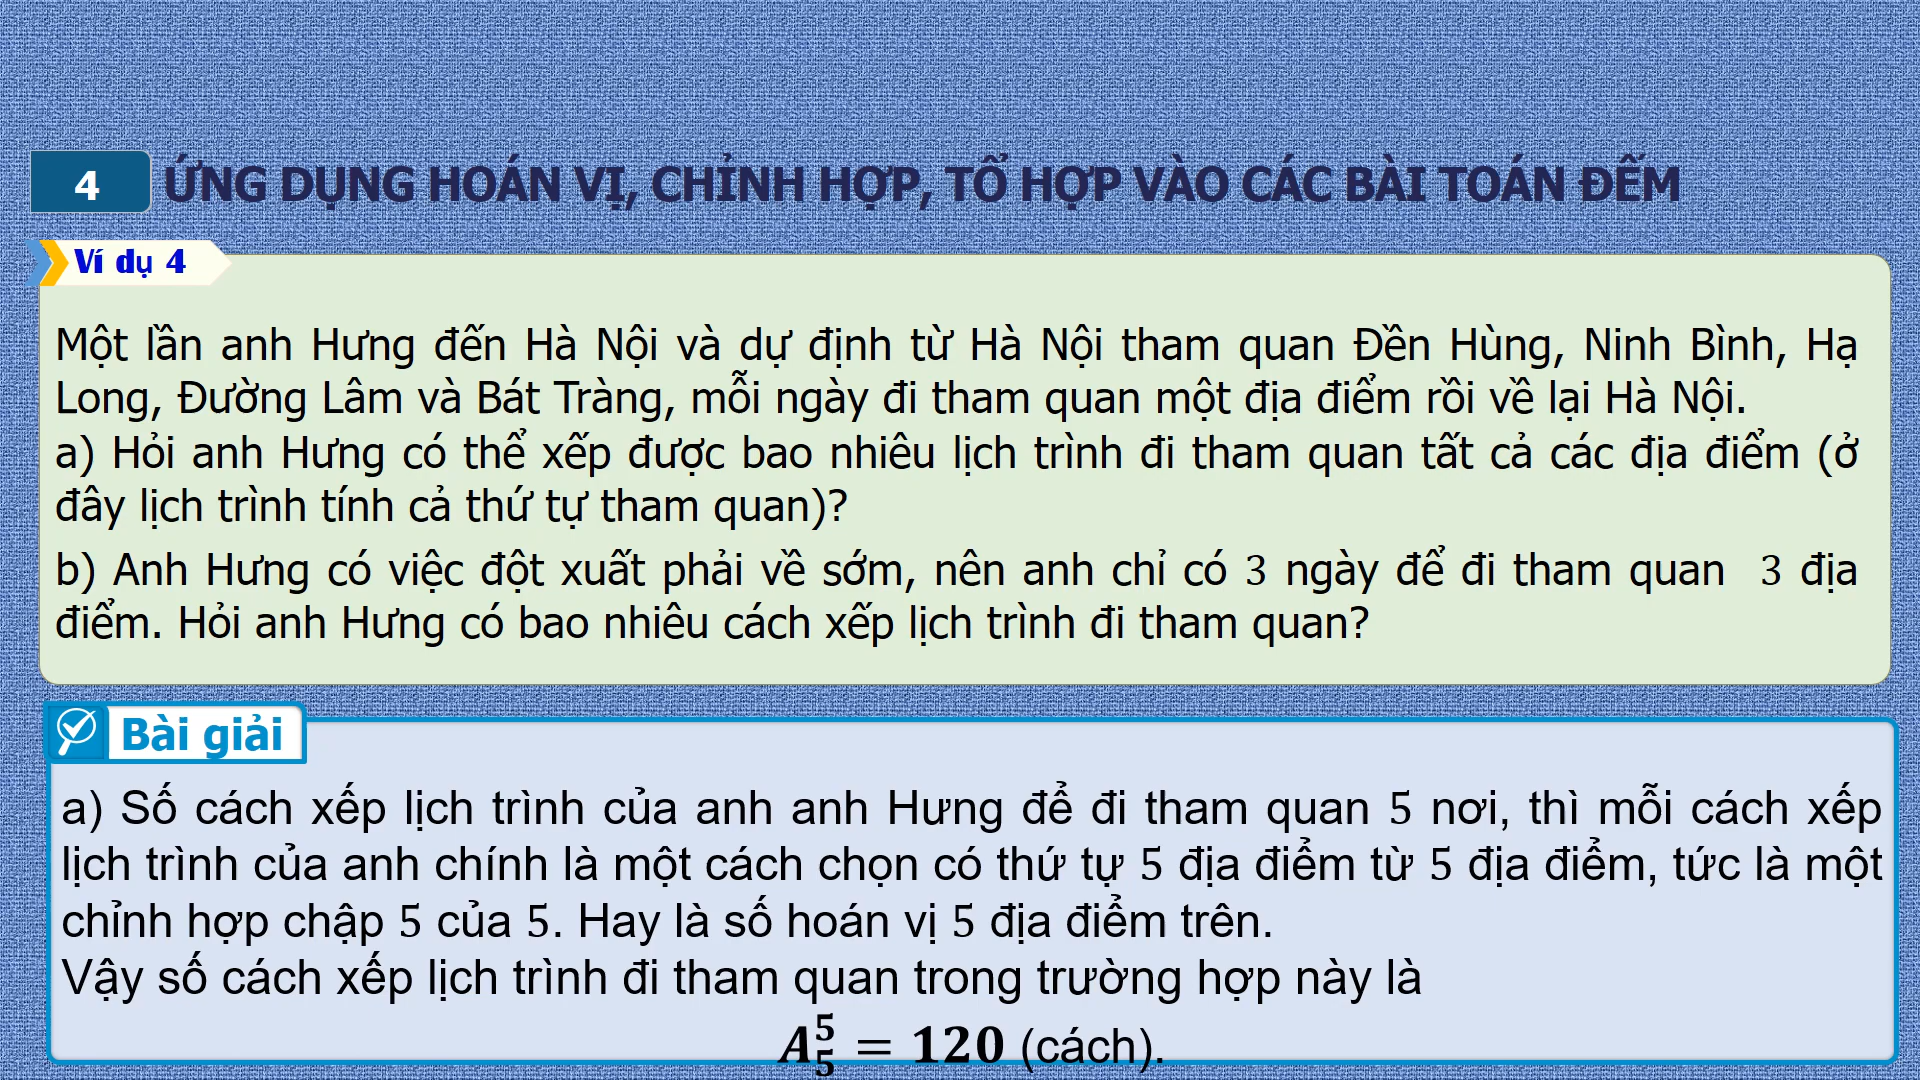 4
ỨNG DỤNG HOÁN VỊ, CHỈNH HỢP, TỔ HỢP VÀO CÁC BÀI TOÁN ĐẾM
Ví dụ 4
Một lần anh Hưng đến Hà Nội và dự định từ Hà Nội tham quan Đền Hùng, Ninh Bình, Hạ
Long, Đường Lâm và Bát Tràng, mỗi ngày đi tham quan một địa điểm rồi về lại Hà Nội.
a) Hỏi anh Hưng có thể xếp được bao nhiêu lịch trình đi tham quan tất cả các địa điểm (ở
đây lịch trình tính cả thứ tự tham quan)?
b) Anh Hưng có việc đột xuất phải về sớm, nên anh chỉ có 3 ngày để đi tham quan 3 địa
điểm. Hỏi anh Hưng có bao nhiêu cách xếp lịch trình đi tham quan?
Bài giải
a) Số cách xếp lịch trình của anh anh Hưng để đi tham quan 5 nơi, thì mỗi cách xếp
lịch trình của anh chính là một cách chọn có thứ tự 5 địa điểm từ 5 địa điểm, tức là một
chỉnh hợp chập 5 của 5. Hay là số hoán vị 5 địa điểm trên.
Vậy số cách xếp lịch trình đi tham quan trong trường hợp này là
A₅⁵ = 120 (cách).